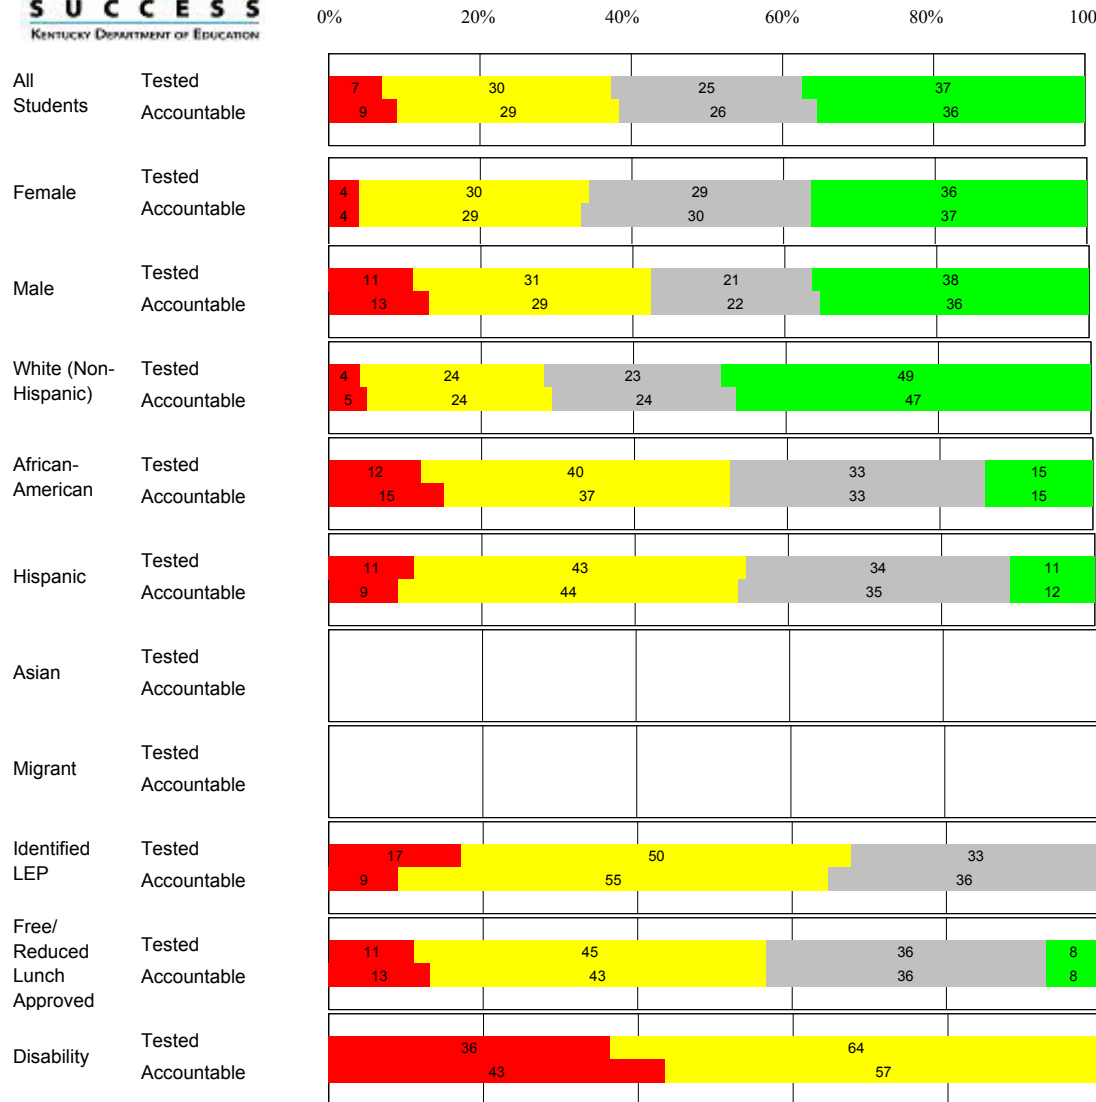 SUCCESS
KENTUCKY DEPARTMENT OF EDUCATION
0% 20% 40% 60% 80% 100
All Students
Tested 7 30 25 37
Accountable 9 29 26 36
Female
Tested 4 30 29 36
Accountable 4 29 30 37
Male
Tested 11 31 21 38
Accountable 13 29 22 36
White (Non-
Hispanic)
Tested 4 24 23 49
Accountable 5 24 24 47
African-
American
Tested 12 40 33 15
Accountable 15 37 33 15
Hispanic
Tested 11 43 34 11
Accountable 9 44 35 12
Asian
Tested
Accountable
Migrant
Tested
Accountable
Identified
LEP
Tested 17 50 33
Accountable 9 55 36
Free/
Reduced
Lunch
Approved
Tested 11 45 36 8
Accountable 13 43 36 8
Disability
Tested 36 64
Accountable 43 57